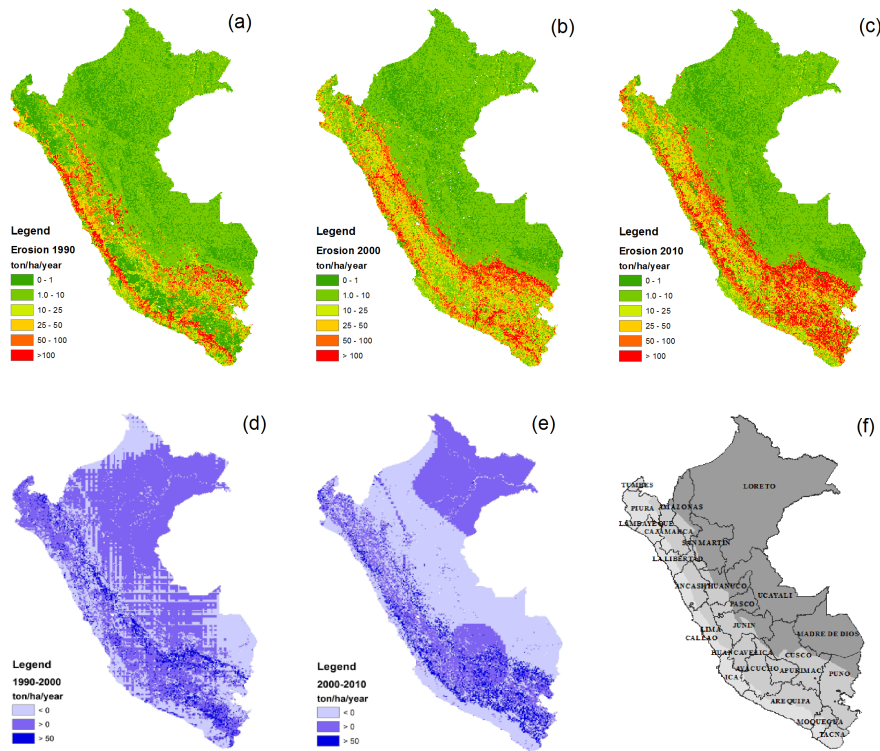 (a)
Legend
Erosion 1990
ton/ha/year
0 - 1
1.0 - 10
10 - 25
25 - 50
50 - 100
>100
(b)
Legend
Erosion 2000
ton/ha/year
0 - 1
1.0 - 10
10 - 25
25 - 50
50 - 100
> 100
(c)
Legend
Erosion 2010
ton/ha/year
0 - 1
1.0 - 10
10 - 25
25 - 50
50 - 100
> 100
(d)
Legend
1990-2000
ton/ha/year
< 0
> 0
> 50
(e)
Legend
2000-2010
ton/ha/year
< 0
> 0
> 50
(f)
TUMBES
LORETO
PIURA
AMAZONAS
LAMBAYEQUE
CAJAMARCA
SAN MARTIN
LA LIBERTAD
ANCASH
HUANUCO
UCAYALI
PASCO
LIMA
JUNIN
CALLAO
MADRE DE DIOS
HUANCAVELICA
CUSCO
AYACUCHO
APURIMAC
ICA
PUNO
AREQUIPA
MOQUEGUA
TACNA